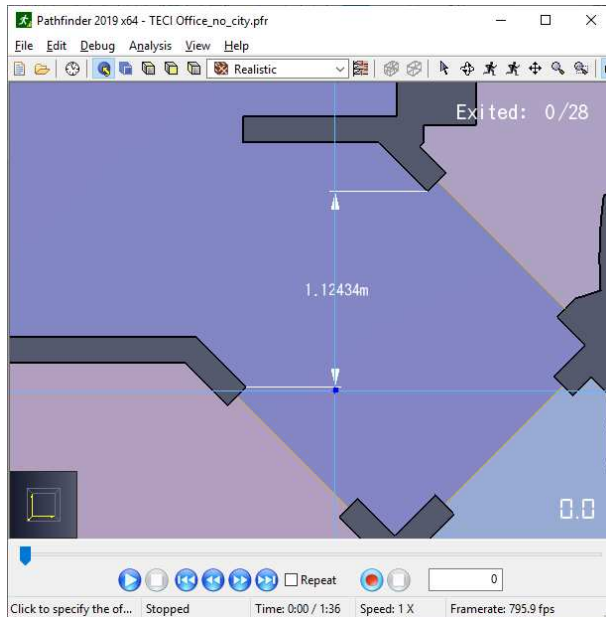 Pathfinder 2019 x64 - TECI Office_no_city.pfr
File Edit Debug Analysis View Help
Realistic
Exited: 0/28
1.12434m
0.0
Repeat
0
Click to specify the of... Stopped Time: 0:00 / 1:36 Speed: 1 X Framerate: 795.9 fps